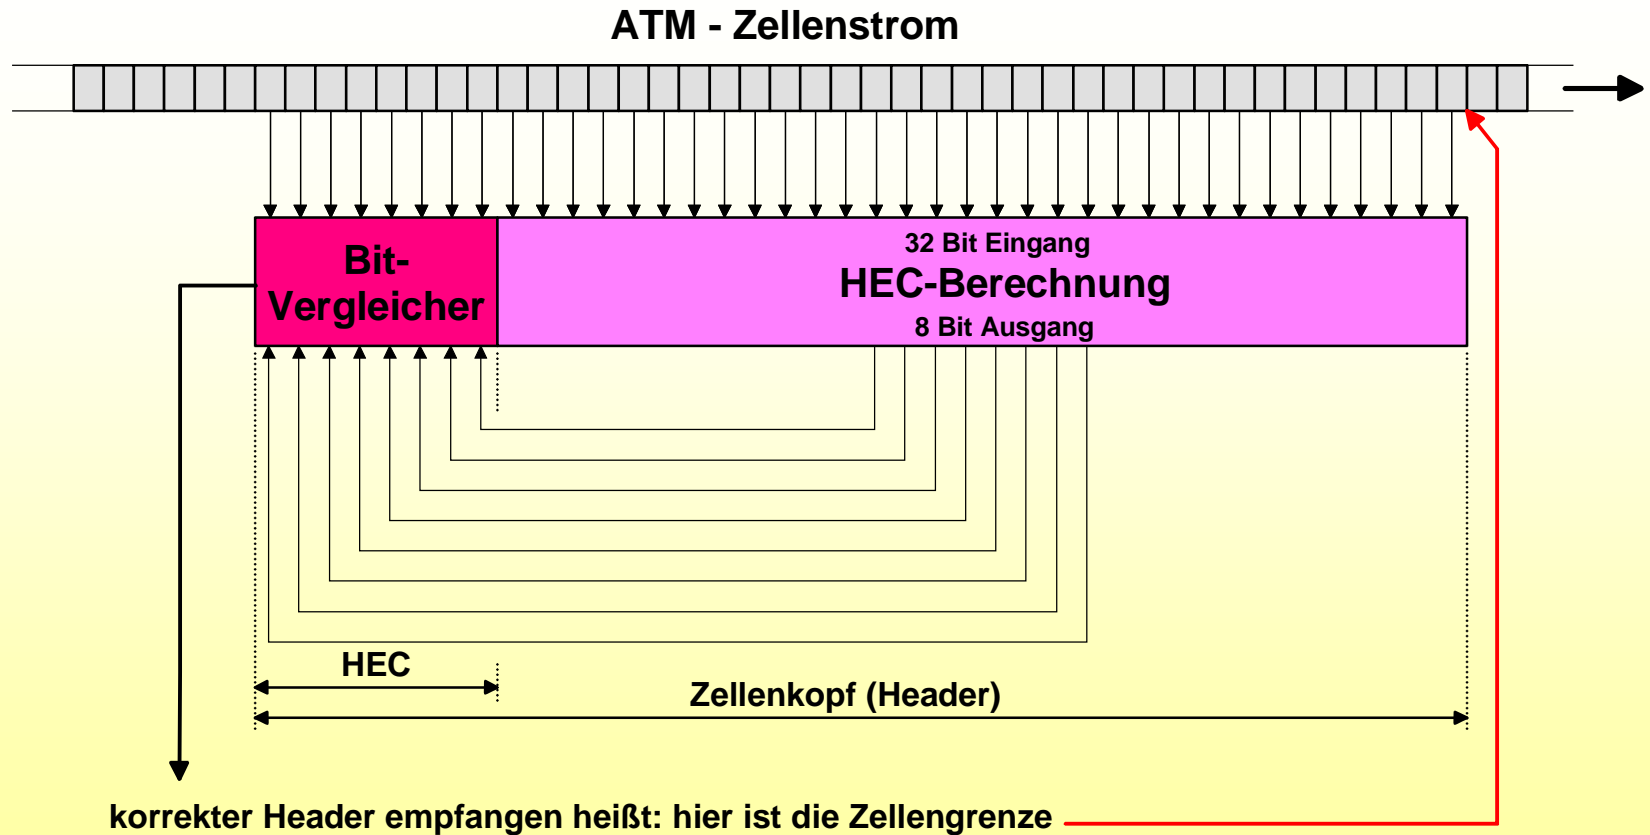 ATM - Zellenstrom
Bit-
Vergleicher
32 Bit Eingang
HEC-Berechnung
8 Bit Ausgang
HEC
Zellenkopf (Header)
korrekter Header empfangen heißt: hier ist die Zellengrenze